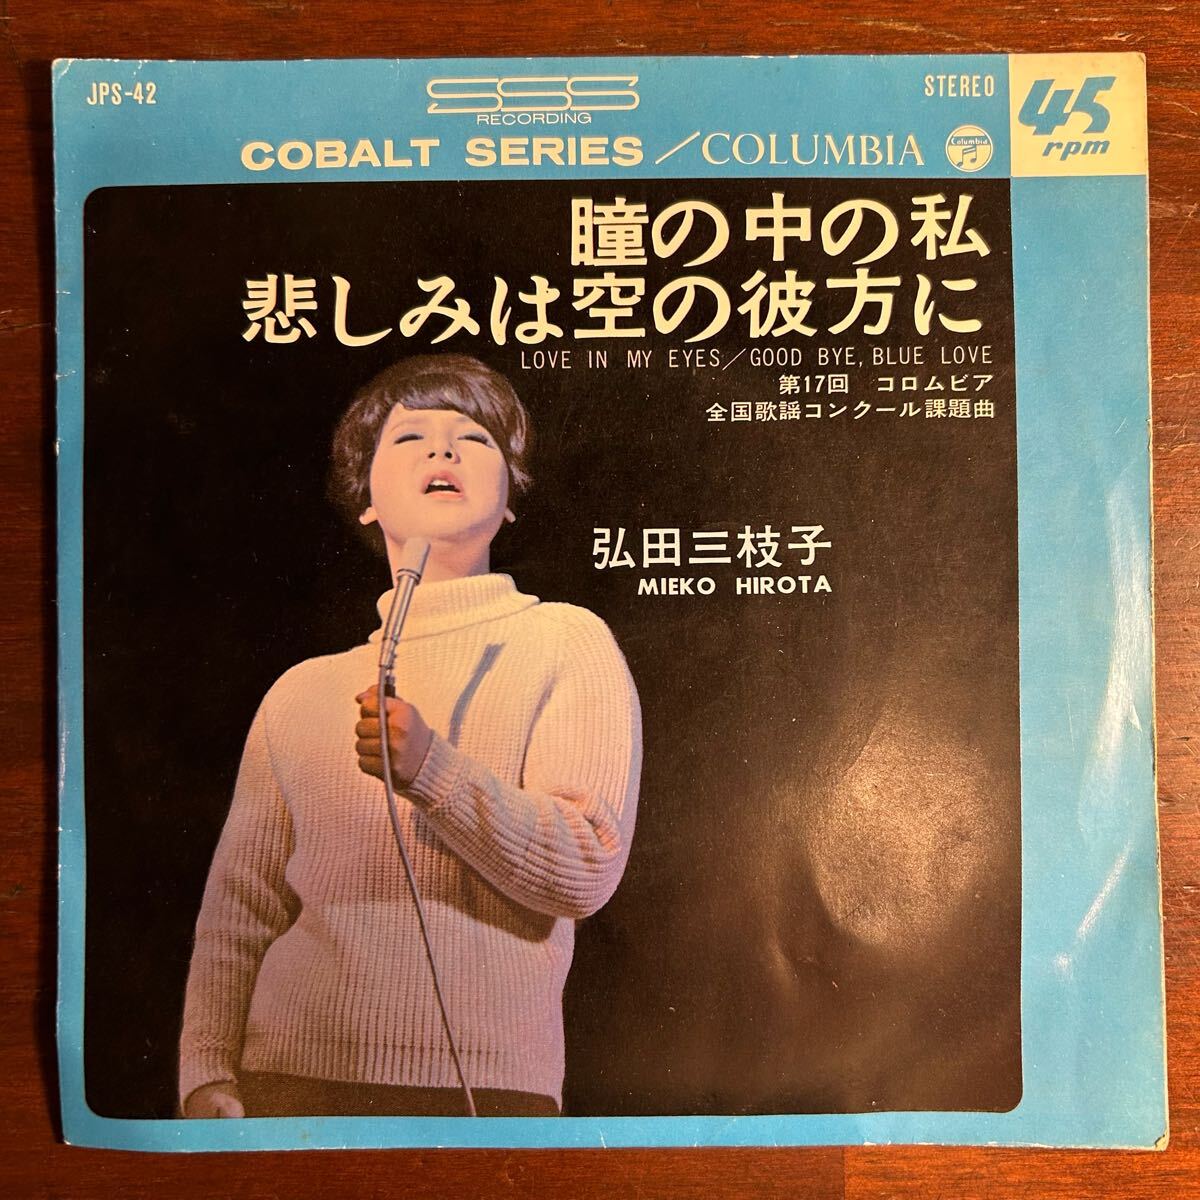 JPS-42
SSS
RECORDING
STEREO
45
rpm
COBALT SERIES / COLUMBIA
Columbia
瞳の中の私
悲しみは空の彼方に
LOVE IN MY EYES/GOOD BYE, BLUE LOVE
第17回 コロムビア
全国歌謡コンクール課題曲
弘田三枝子
MIEKO HIROTA